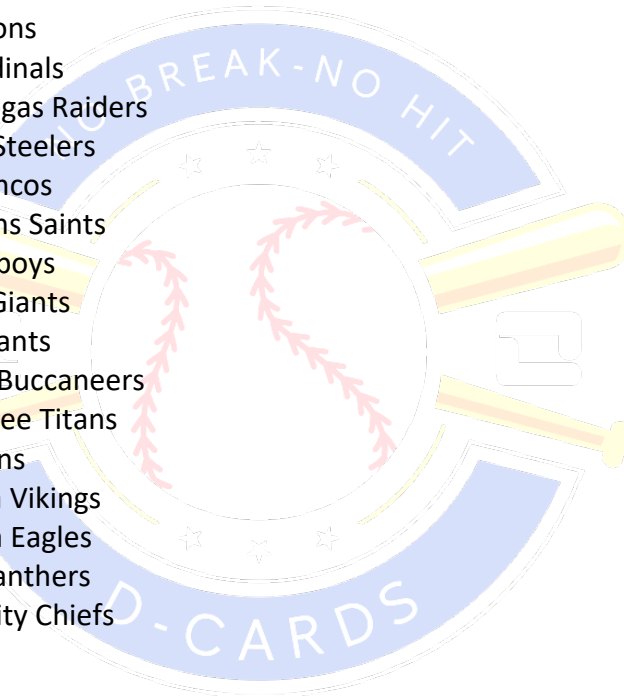 ons
dinals
gas Raiders
Steelers
ncos
ns Saints
boys
Giants
ants
Buccaneers
ee Titans
ns
Vikings
Eagles
anthers
ity Chiefs
NO BREAK-NO HIT
D-CARDS